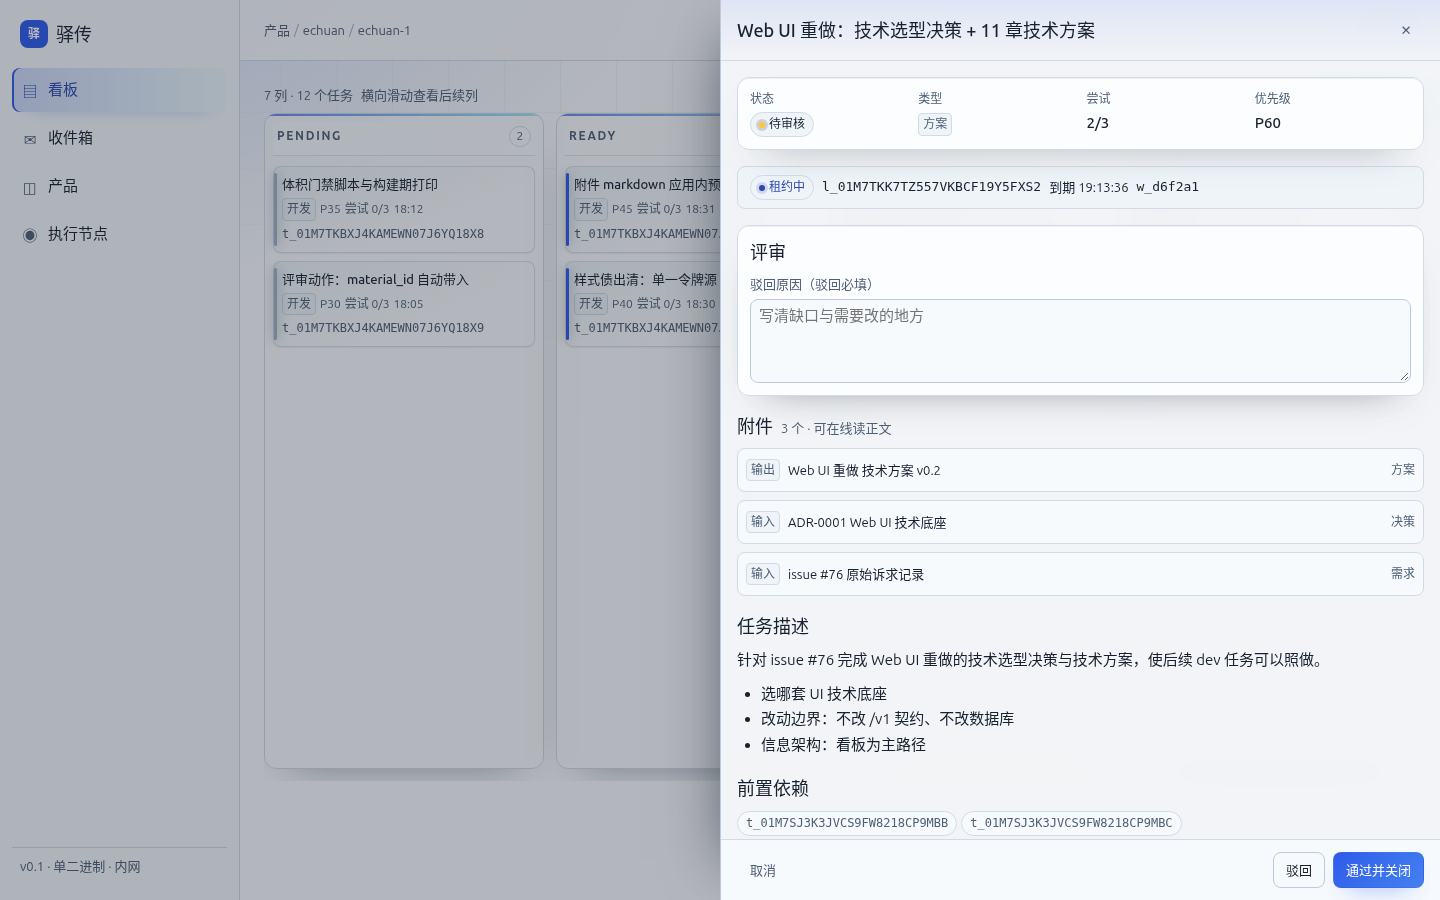 驿 驿传
看板
收件箱
产品
执行节点
v0.1 · 单二进制 · 内网
产品 / echuan / echuan-1
7 列 · 12 个任务 横向滑动查看后续列
PENDING 2
体积门禁脚本与构建期打印
开发 P35 尝试 0/3 18:12
t_01M7TKBXJ4KAMEWN07J6YQ18X8
评审动作：material_id 自动带入
开发 P30 尝试 0/3 18:05
t_01M7TKBXJ4KAMEWN07J6YQ18X9
READY
附件 markdown 应用内预
开发 P45 尝试 0/3 18:31
t_01M7TKBXJ4KAMEWN07.
样式债出清：单一令牌源
开发 P40 尝试 0/3 18:30
t_01M7TKBXJ4KAMEWN07.
Web UI 重做：技术选型决策 + 11 章技术方案 ×
状态 类型 尝试 优先级
待审核 方案 2/3 P60
租约中 l_01M7TKK7TZ557VKBCF19Y5FXS2 到期 19:13:36 w_d6f2a1
评审
驳回原因（驳回必填）
写清缺口与需要改的地方
附件 3 个 · 可在线读正文
输出 Web UI 重做 技术方案 v0.2 方案
输入 ADR-0001 Web UI 技术底座 决策
输入 issue #76 原始诉求记录 需求
任务描述
针对 issue #76 完成 Web UI 重做的技术选型决策与技术方案，使后续 dev 任务可以照做。
• 选哪套 UI 技术底座
• 改动边界：不改 /v1 契约、不改数据库
• 信息架构：看板为主路径
前置依赖
t_01M7SJ3K3JVCS9FW8218CP9MBB t_01M7SJ3K3JVCS9FW8218CP9MBC
取消 驳回 通过并关闭